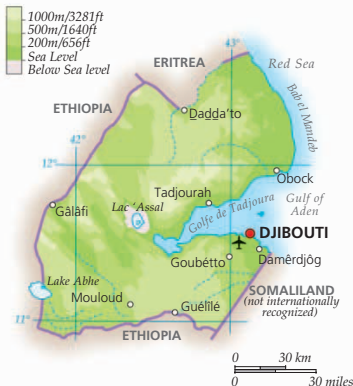 1000m/3281ft
500m/1640ft
200m/656ft
Sea Level
Below Sea level
43°
ERITREA
Red Sea
Bab el Mandeb
ETHIOPIA
Dadda'to
42°
12°
Obock
Tadjourah
Gulf of
Aden
Lac 'Assal
Golfe de Tadjoura
Gâlâfi
DJIBOUTI
Goubétto
Damêrdjôg
Lake Abhe
SOMALILAND
(not internationally
recognized)
Mouloud
Guélîlé
11°
ETHIOPIA
0 30 km
0 30 miles